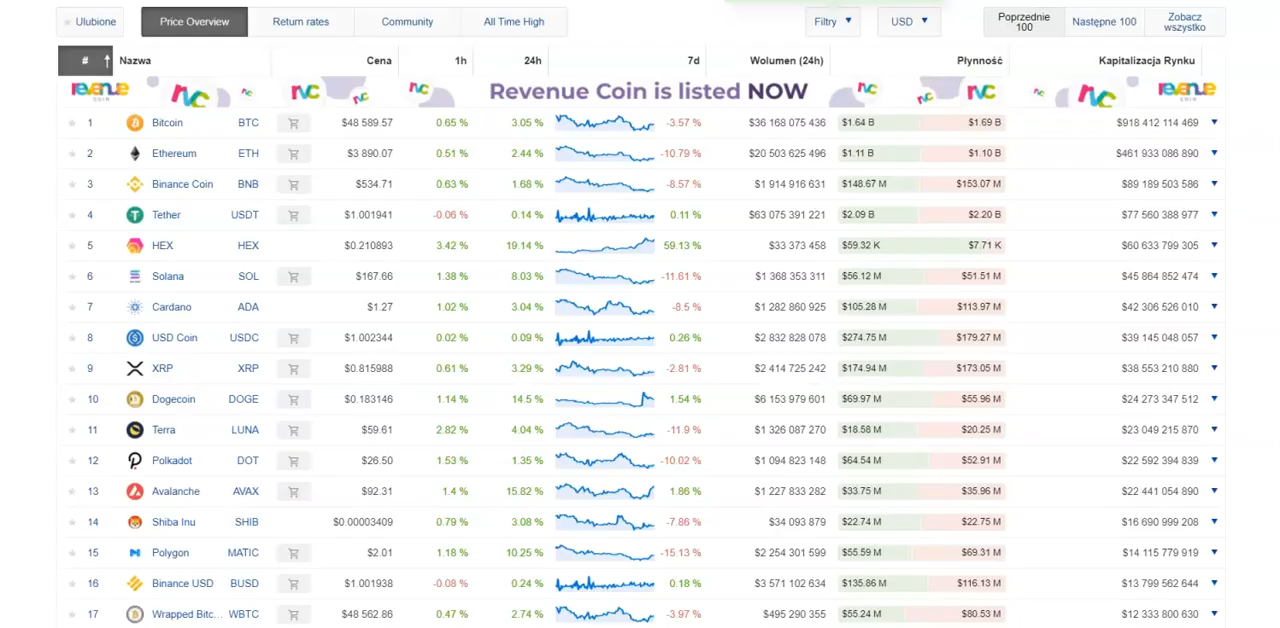 Ulubione Price Overview Return rates Community All Time High Filtry ▼ USD ▼ Poprzednie 100 Następne 100 Zobacz wszystko
# Nazwa Cena 1h 24h 7d Wolumen (24h) Płynność Kapitalizacja Rynku
revenue COIN rvc rvc rvc rvc rvc Revenue Coin is listed NOW rvc rvc rvc rvc rvc revenue COIN
1 Bitcoin BTC $48 589.57 0.65 % 3.05 % -3.57 % $36 168 075 436 $1.64 B $1.69 B $918 412 114 469
2 Ethereum ETH $3 890.07 0.51 % 2.44 % -10.79 % $20 503 625 496 $1.11 B $1.10 B $461 933 086 890
3 Binance Coin BNB $534.71 0.63 % 1.68 % -8.57 % $1 914 916 631 $148.67 M $153.07 M $89 189 503 586
4 Tether USDT $1.001941 -0.06 % 0.14 % 0.11 % $63 075 391 221 $2.09 B $2.20 B $77 560 388 977
5 HEX HEX $0.210893 3.42 % 19.14 % 59.13 % $33 373 458 $59.32 K $7.71 K $60 633 799 305
6 Solana SOL $167.66 1.38 % 8.03 % -11.61 % $1 368 353 311 $56.12 M $51.51 M $45 864 852 474
7 Cardano ADA $1.27 1.02 % 3.04 % -8.5 % $1 282 860 925 $105.28 M $113.97 M $42 306 526 010
8 USD Coin USDC $1.002344 0.02 % 0.09 % 0.26 % $2 832 828 078 $274.75 M $179.27 M $39 145 048 057
9 XRP XRP $0.815988 0.61 % 3.29 % -2.81 % $2 414 725 242 $174.94 M $173.05 M $38 553 210 880
10 Dogecoin DOGE $0.183146 1.14 % 14.5 % 1.54 % $6 153 979 601 $69.97 M $55.96 M $24 273 347 512
11 Terra LUNA $59.61 2.82 % 4.04 % -11.9 % $1 326 087 270 $18.58 M $20.25 M $23 049 215 870
12 Polkadot DOT $26.50 1.53 % 1.35 % -10.02 % $1 094 823 148 $64.54 M $52.91 M $22 592 394 839
13 Avalanche AVAX $92.31 1.4 % 15.82 % 1.86 % $1 227 833 282 $33.75 M $35.96 M $22 441 054 890
14 Shiba Inu SHIB $0.00003409 0.79 % 3.08 % -7.86 % $34 093 879 $22.74 M $22.75 M $16 690 999 208
15 Polygon MATIC $2.01 1.18 % 10.25 % -15.13 % $2 254 301 599 $55.59 M $69.31 M $14 115 779 919
16 Binance USD BUSD $1.001938 -0.08 % 0.24 % 0.18 % $3 571 102 634 $135.86 M $116.13 M $13 799 562 644
17 Wrapped Bitc... WBTC $48 562.86 0.47 % 2.74 % -3.97 % $495 290 355 $55.24 M $80.53 M $12 333 800 630